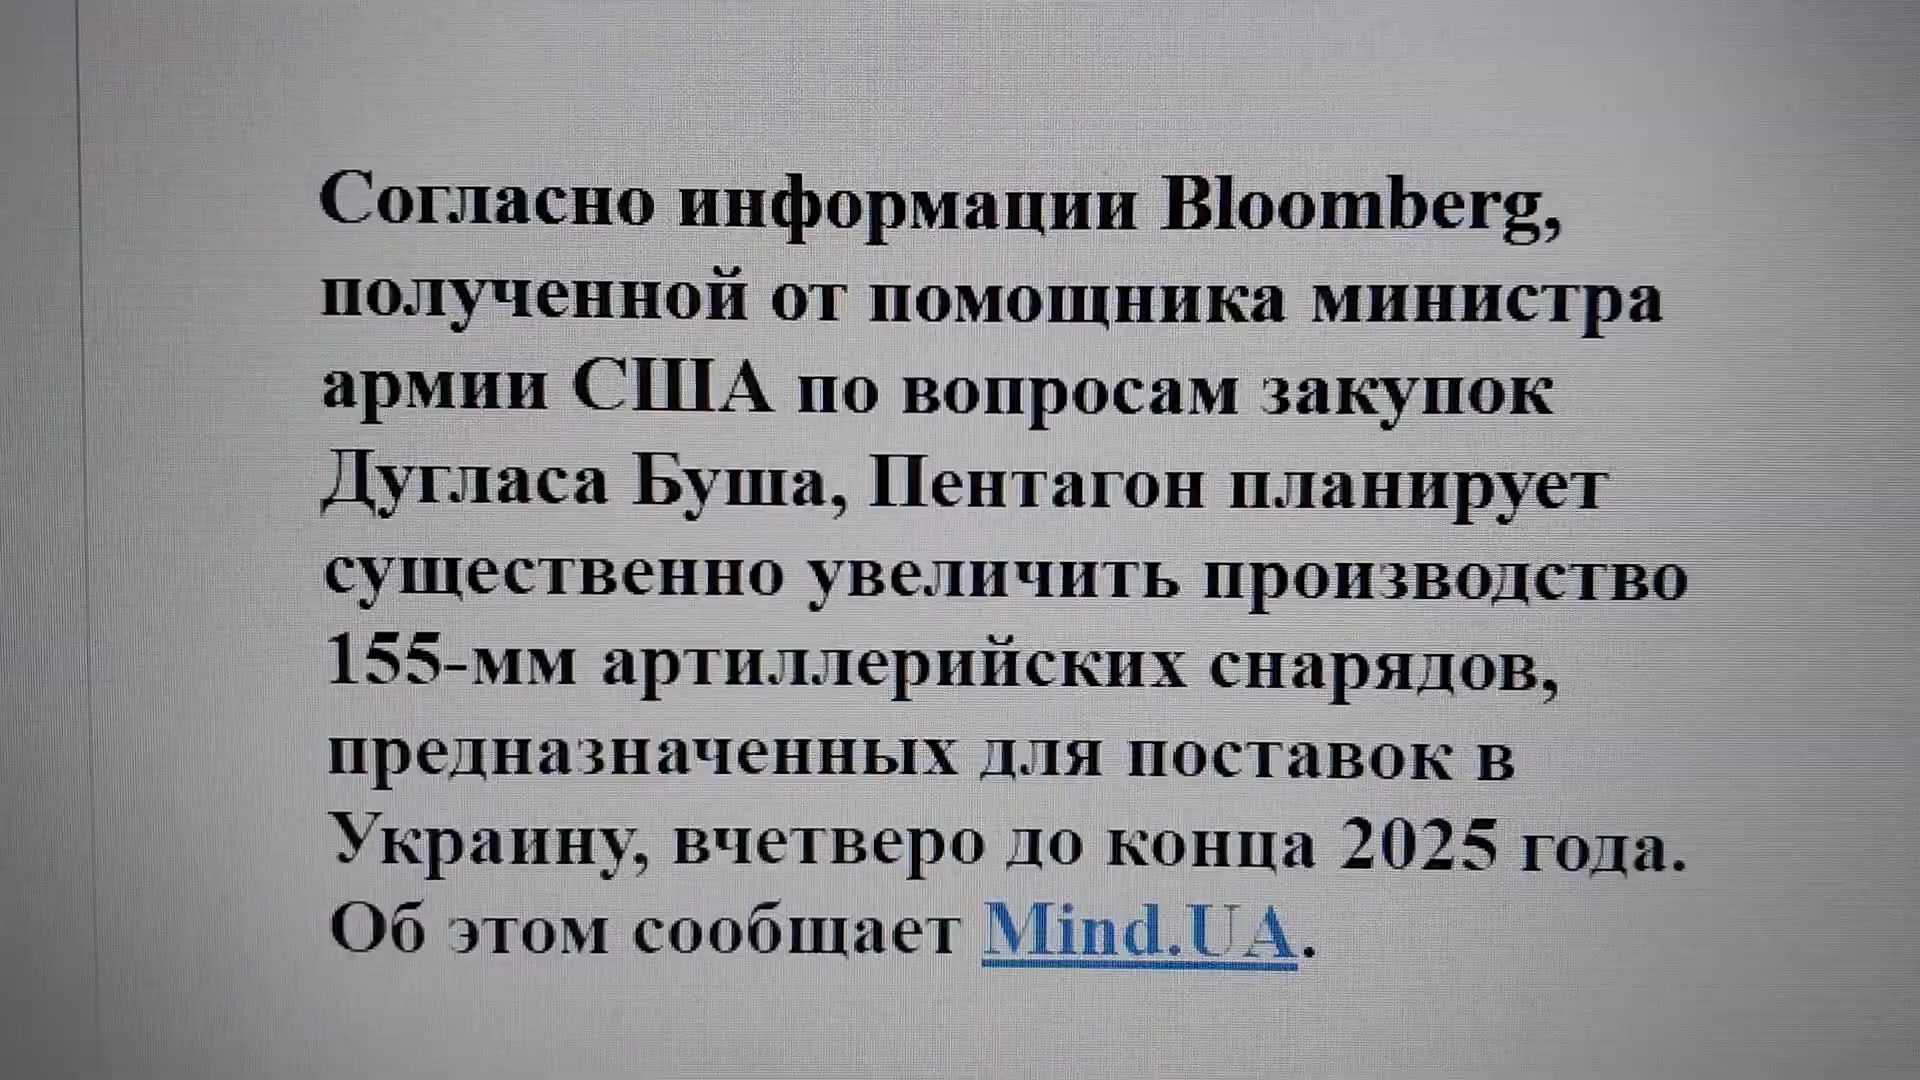 Согласно информации Bloomberg,
полученной от помощника министра
армии США по вопросам закупок
Дугласа Буша, Пентагон планирует
существенно увеличить производство
155-мм артиллерийских снарядов,
предназначенных для поставок в
Украину, вчетверо до конца 2025 года.
Об этом сообщает Mind.UA.